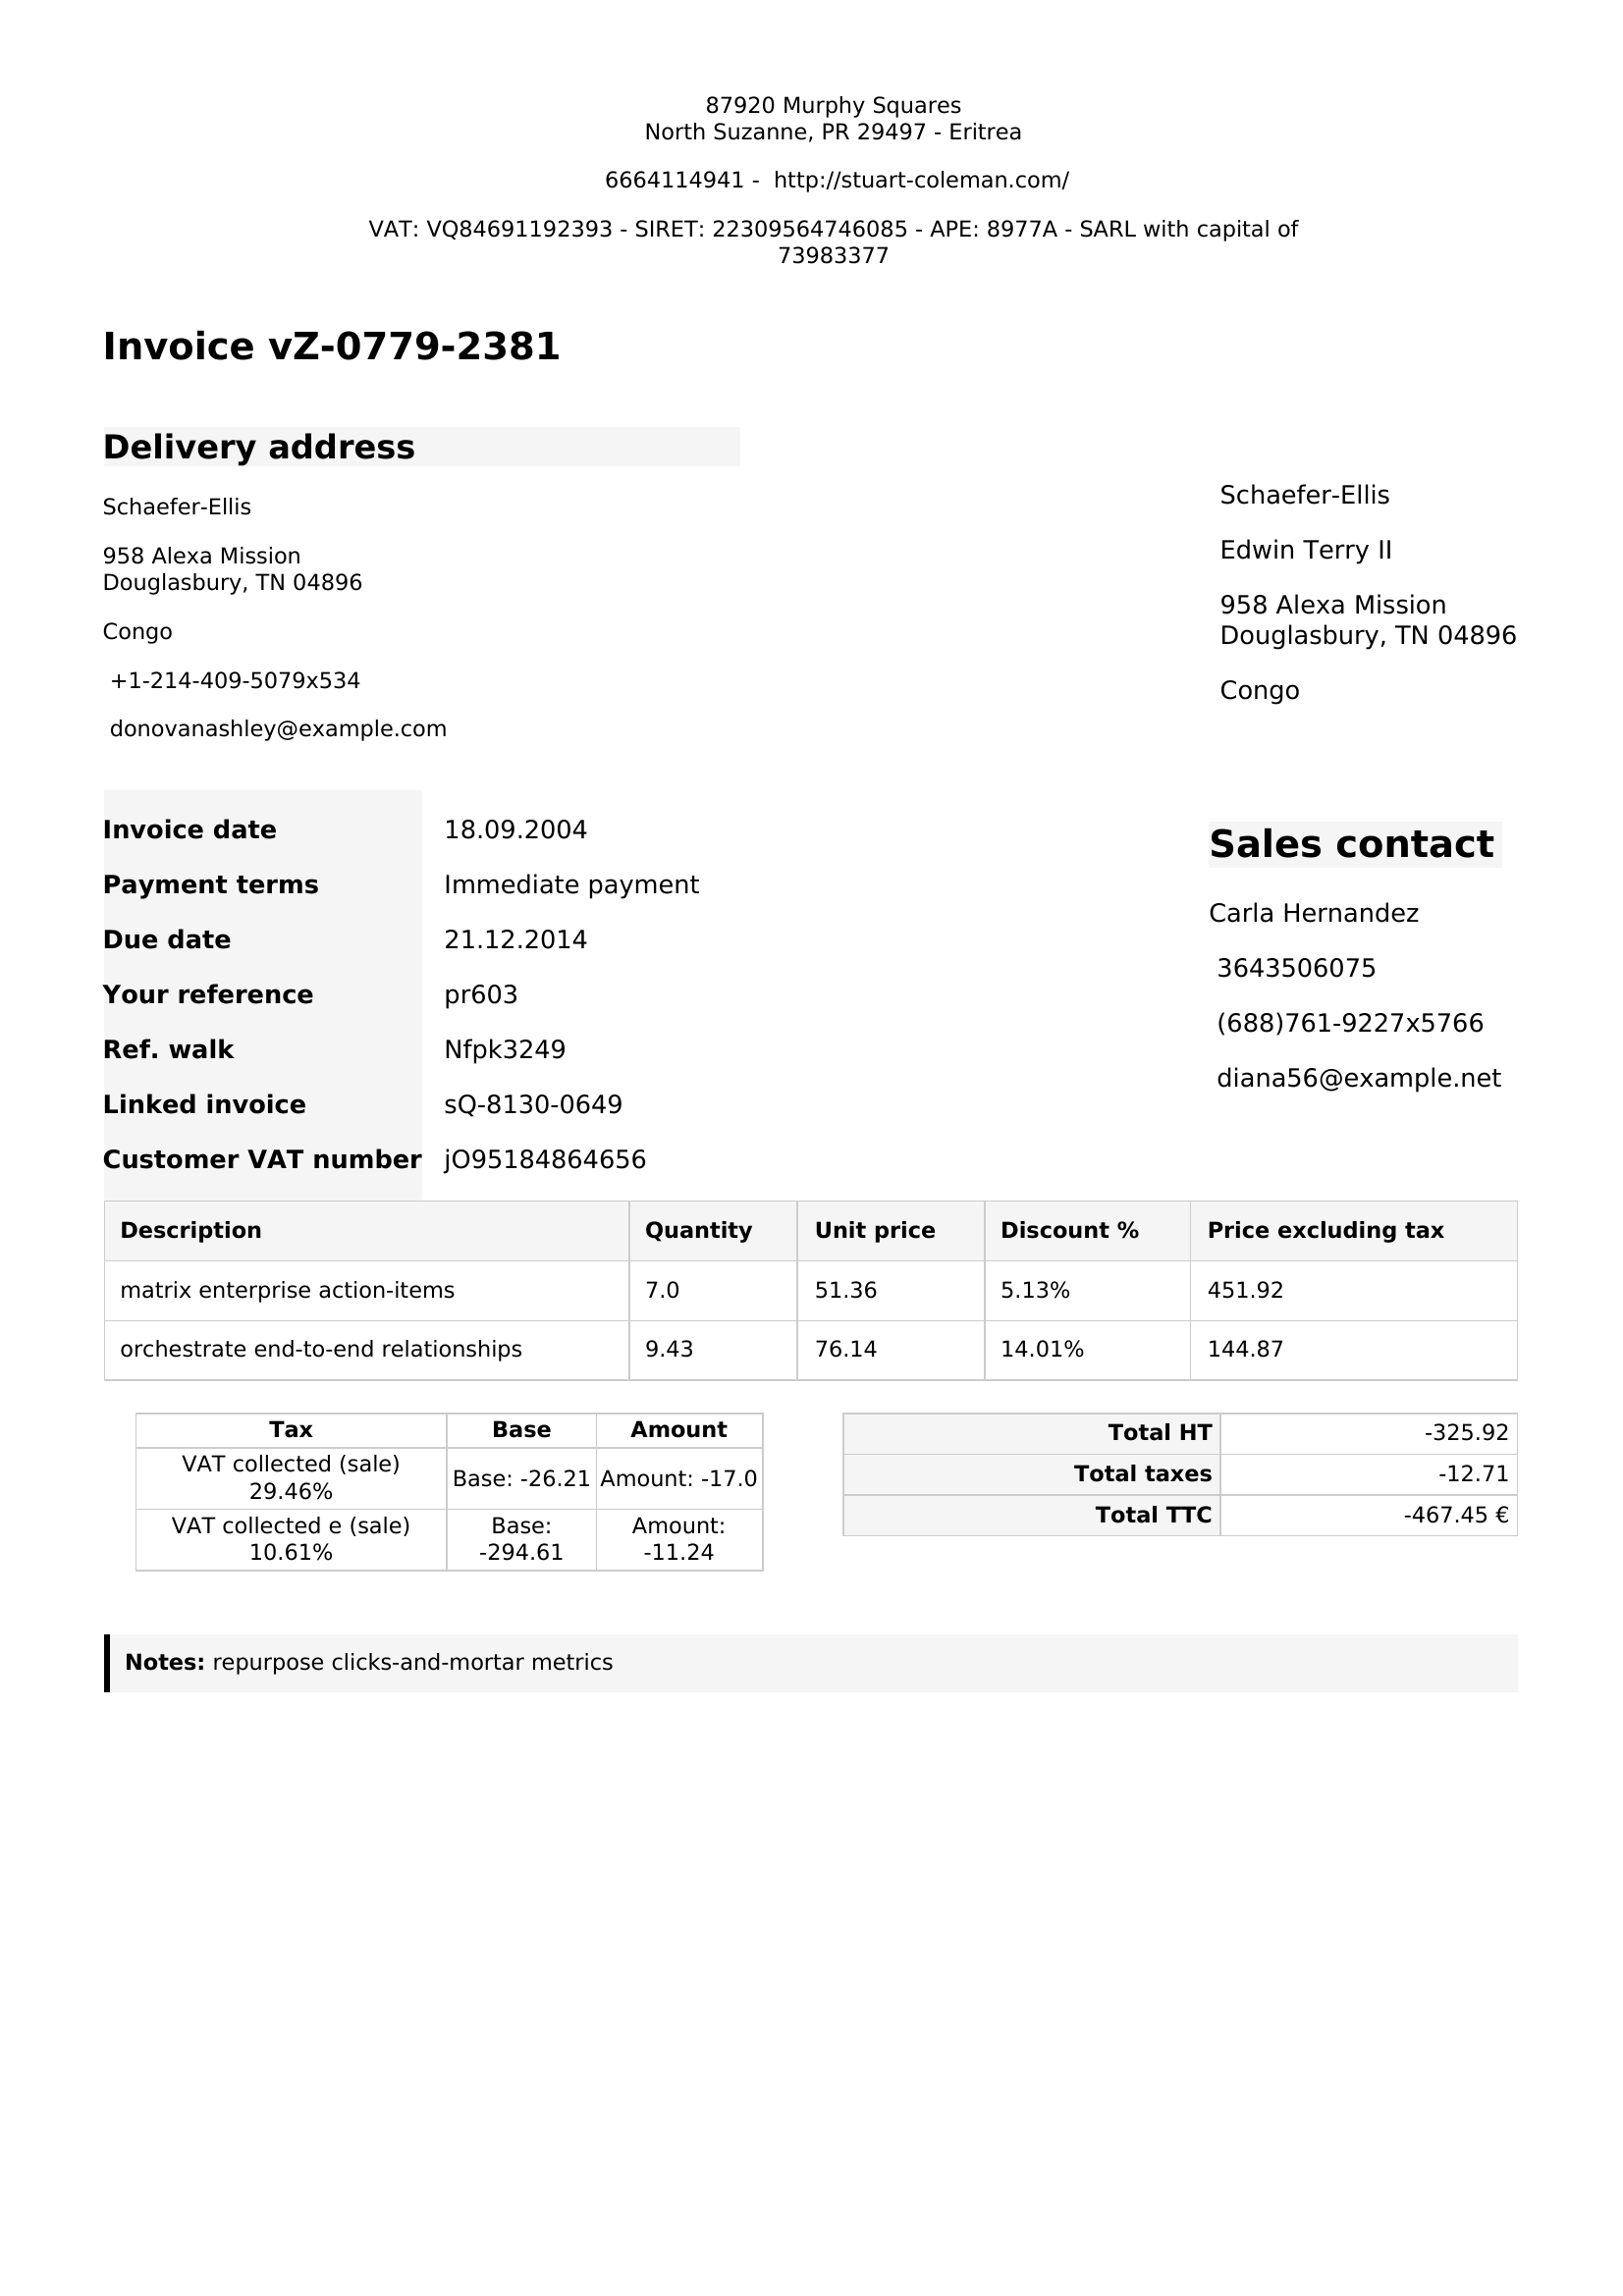 87920 Murphy Squares
North Suzanne, PR 29497 - Eritrea
6664114941 - http://stuart-coleman.com/
VAT: VQ84691192393 - SIRET: 22309564746085 - APE: 8977A - SARL with capital of
73983377
Invoice vZ-0779-2381
Delivery address
Schaefer-Ellis
958 Alexa Mission
Douglasbury, TN 04896
Congo
+1-214-409-5079x534
donovanashley@example.com
Schaefer-Ellis
Edwin Terry II
958 Alexa Mission
Douglasbury, TN 04896
Congo
Invoice date 18.09.2004
Payment terms Immediate payment
Due date 21.12.2014
Your reference pr603
Ref. walk Nfpk3249
Linked invoice sQ-8130-0649
Customer VAT number jO95184864656
Sales contact
Carla Hernandez
3643506075
(688)761-9227x5766
diana56@example.net
Description Quantity Unit price Discount % Price excluding tax
matrix enterprise action-items 7.0 51.36 5.13% 451.92
orchestrate end-to-end relationships 9.43 76.14 14.01% 144.87
Tax Base Amount
VAT collected (sale)
29.46%
Base: -26.21 Amount: -17.0
VAT collected e (sale)
10.61%
Base:
-294.61
Amount:
-11.24
Total HT -325.92
Total taxes -12.71
Total TTC -467.45 €
Notes: repurpose clicks-and-mortar metrics